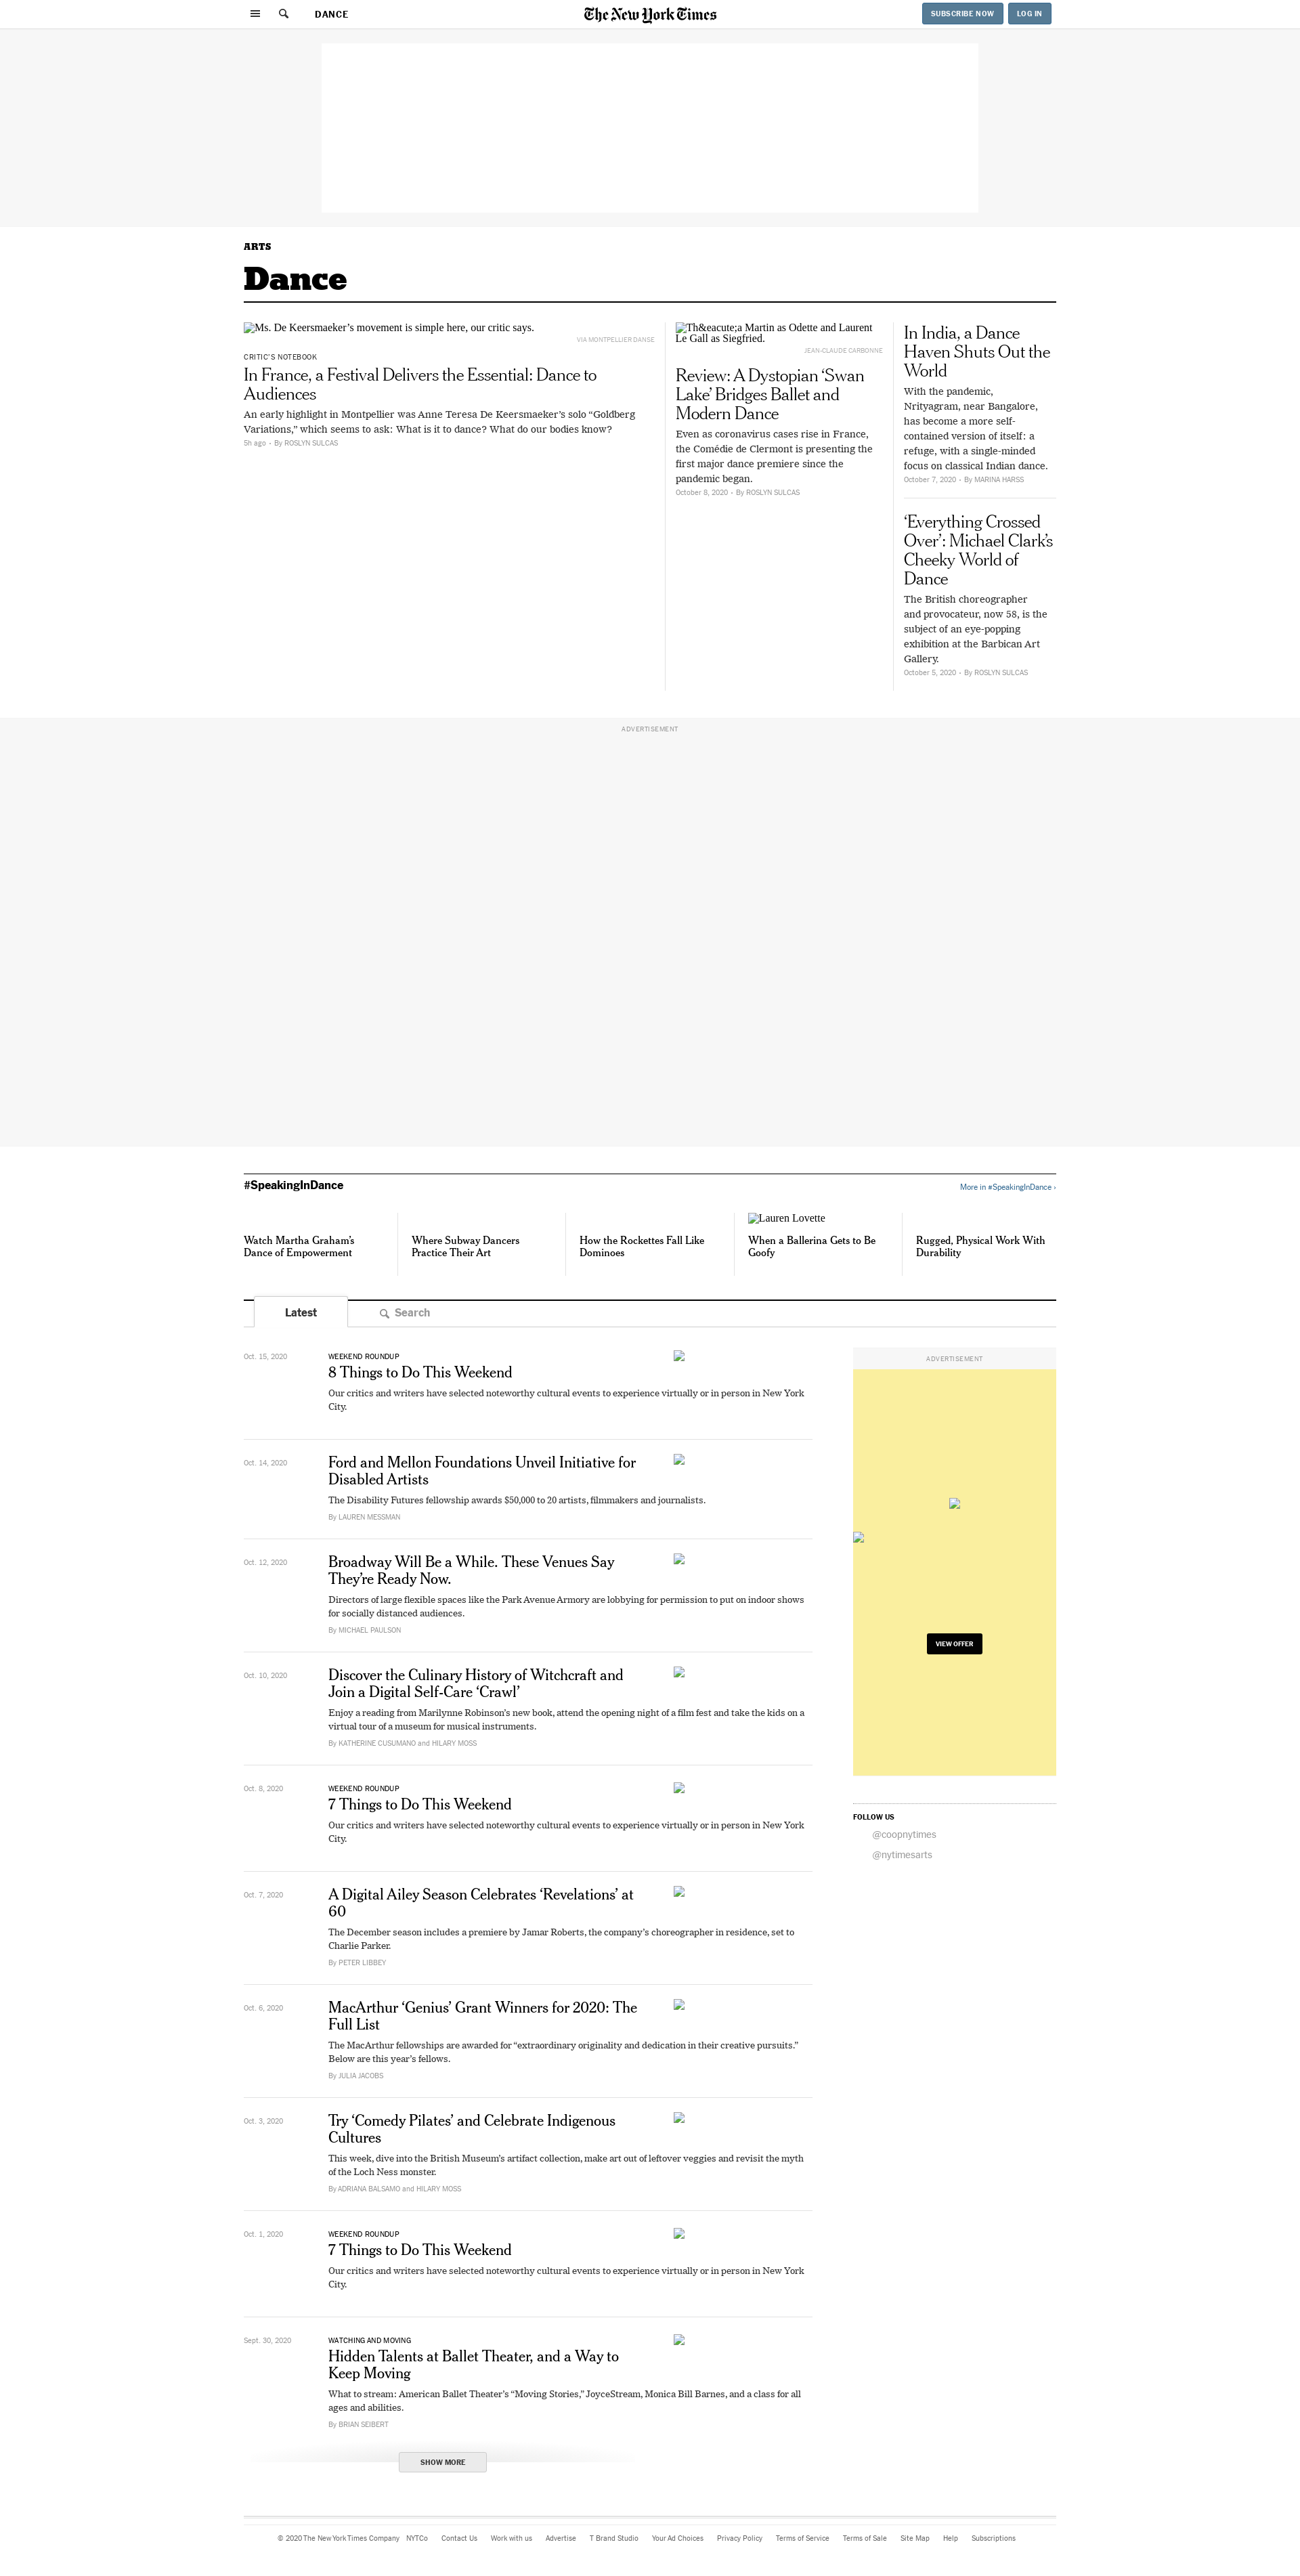 DANCE
The New York Times
SUBSCRIBE NOW
LOG IN
ARTS
Dance
Ms. De Keersmaeker’s movement is simple here, our critic says.
VIA MONTPELLIER DANSE
CRITIC’S NOTEBOOK
In France, a Festival Delivers the Essential: Dance to
Audiences
An early highlight in Montpellier was Anne Teresa De Keersmaeker’s solo “Goldberg
Variations,” which seems to ask: What is it to dance? What do our bodies know?
5h ago • By ROSLYN SULCAS
Th&eacute;a Martin as Odette and Laurent
Le Gall as Siegfried.
JEAN-CLAUDE CARBONNE
Review: A Dystopian ‘Swan
Lake’ Bridges Ballet and
Modern Dance
Even as coronavirus cases rise in France,
the Comédie de Clermont is presenting the
first major dance premiere since the
pandemic began.
October 8, 2020 • By ROSLYN SULCAS
In India, a Dance
Haven Shuts Out the
World
With the pandemic,
Nrityagram, near Bangalore,
has become a more self-
contained version of itself: a
refuge, with a single-minded
focus on classical Indian dance.
October 7, 2020 • By MARINA HARSS
‘Everything Crossed
Over’: Michael Clark’s
Cheeky World of
Dance
The British choreographer
and provocateur, now 58, is the
subject of an eye-popping
exhibition at the Barbican Art
Gallery.
October 5, 2020 • By ROSLYN SULCAS
ADVERTISEMENT
#SpeakingInDance
More in #SpeakingInDance ›
Watch Martha Graham’s
Dance of Empowerment
Where Subway Dancers
Practice Their Art
How the Rockettes Fall Like
Dominoes
Lauren Lovette
When a Ballerina Gets to Be
Goofy
Rugged, Physical Work With
Durability
Latest
Search
Oct. 15, 2020
WEEKEND ROUNDUP
8 Things to Do This Weekend
Our critics and writers have selected noteworthy cultural events to experience virtually or in person in New York
City.
Oct. 14, 2020
Ford and Mellon Foundations Unveil Initiative for
Disabled Artists
The Disability Futures fellowship awards $50,000 to 20 artists, filmmakers and journalists.
By LAUREN MESSMAN
Oct. 12, 2020
Broadway Will Be a While. These Venues Say
They’re Ready Now.
Directors of large flexible spaces like the Park Avenue Armory are lobbying for permission to put on indoor shows
for socially distanced audiences.
By MICHAEL PAULSON
Oct. 10, 2020
Discover the Culinary History of Witchcraft and
Join a Digital Self-Care ‘Crawl’
Enjoy a reading from Marilynne Robinson’s new book, attend the opening night of a film fest and take the kids on a
virtual tour of a museum for musical instruments.
By KATHERINE CUSUMANO and HILARY MOSS
Oct. 8, 2020
WEEKEND ROUNDUP
7 Things to Do This Weekend
Our critics and writers have selected noteworthy cultural events to experience virtually or in person in New York
City.
Oct. 7, 2020
A Digital Ailey Season Celebrates ‘Revelations’ at
60
The December season includes a premiere by Jamar Roberts, the company’s choreographer in residence, set to
Charlie Parker.
By PETER LIBBEY
Oct. 6, 2020
MacArthur ‘Genius’ Grant Winners for 2020: The
Full List
The MacArthur fellowships are awarded for “extraordinary originality and dedication in their creative pursuits.”
Below are this year’s fellows.
By JULIA JACOBS
Oct. 3, 2020
Try ‘Comedy Pilates’ and Celebrate Indigenous
Cultures
This week, dive into the British Museum’s artifact collection, make art out of leftover veggies and revisit the myth
of the Loch Ness monster.
By ADRIANA BALSAMO and HILARY MOSS
Oct. 1, 2020
WEEKEND ROUNDUP
7 Things to Do This Weekend
Our critics and writers have selected noteworthy cultural events to experience virtually or in person in New York
City.
Sept. 30, 2020
WATCHING AND MOVING
Hidden Talents at Ballet Theater, and a Way to
Keep Moving
What to stream: American Ballet Theater’s “Moving Stories,” JoyceStream, Monica Bill Barnes, and a class for all
ages and abilities.
By BRIAN SEIBERT
SHOW MORE
ADVERTISEMENT
VIEW OFFER
FOLLOW US
@coopnytimes
@nytimesarts
© 2020 The New York Times Company NYTCo Contact Us Work with us Advertise T Brand Studio Your Ad Choices Privacy Policy Terms of Service Terms of Sale Site Map Help Subscriptions